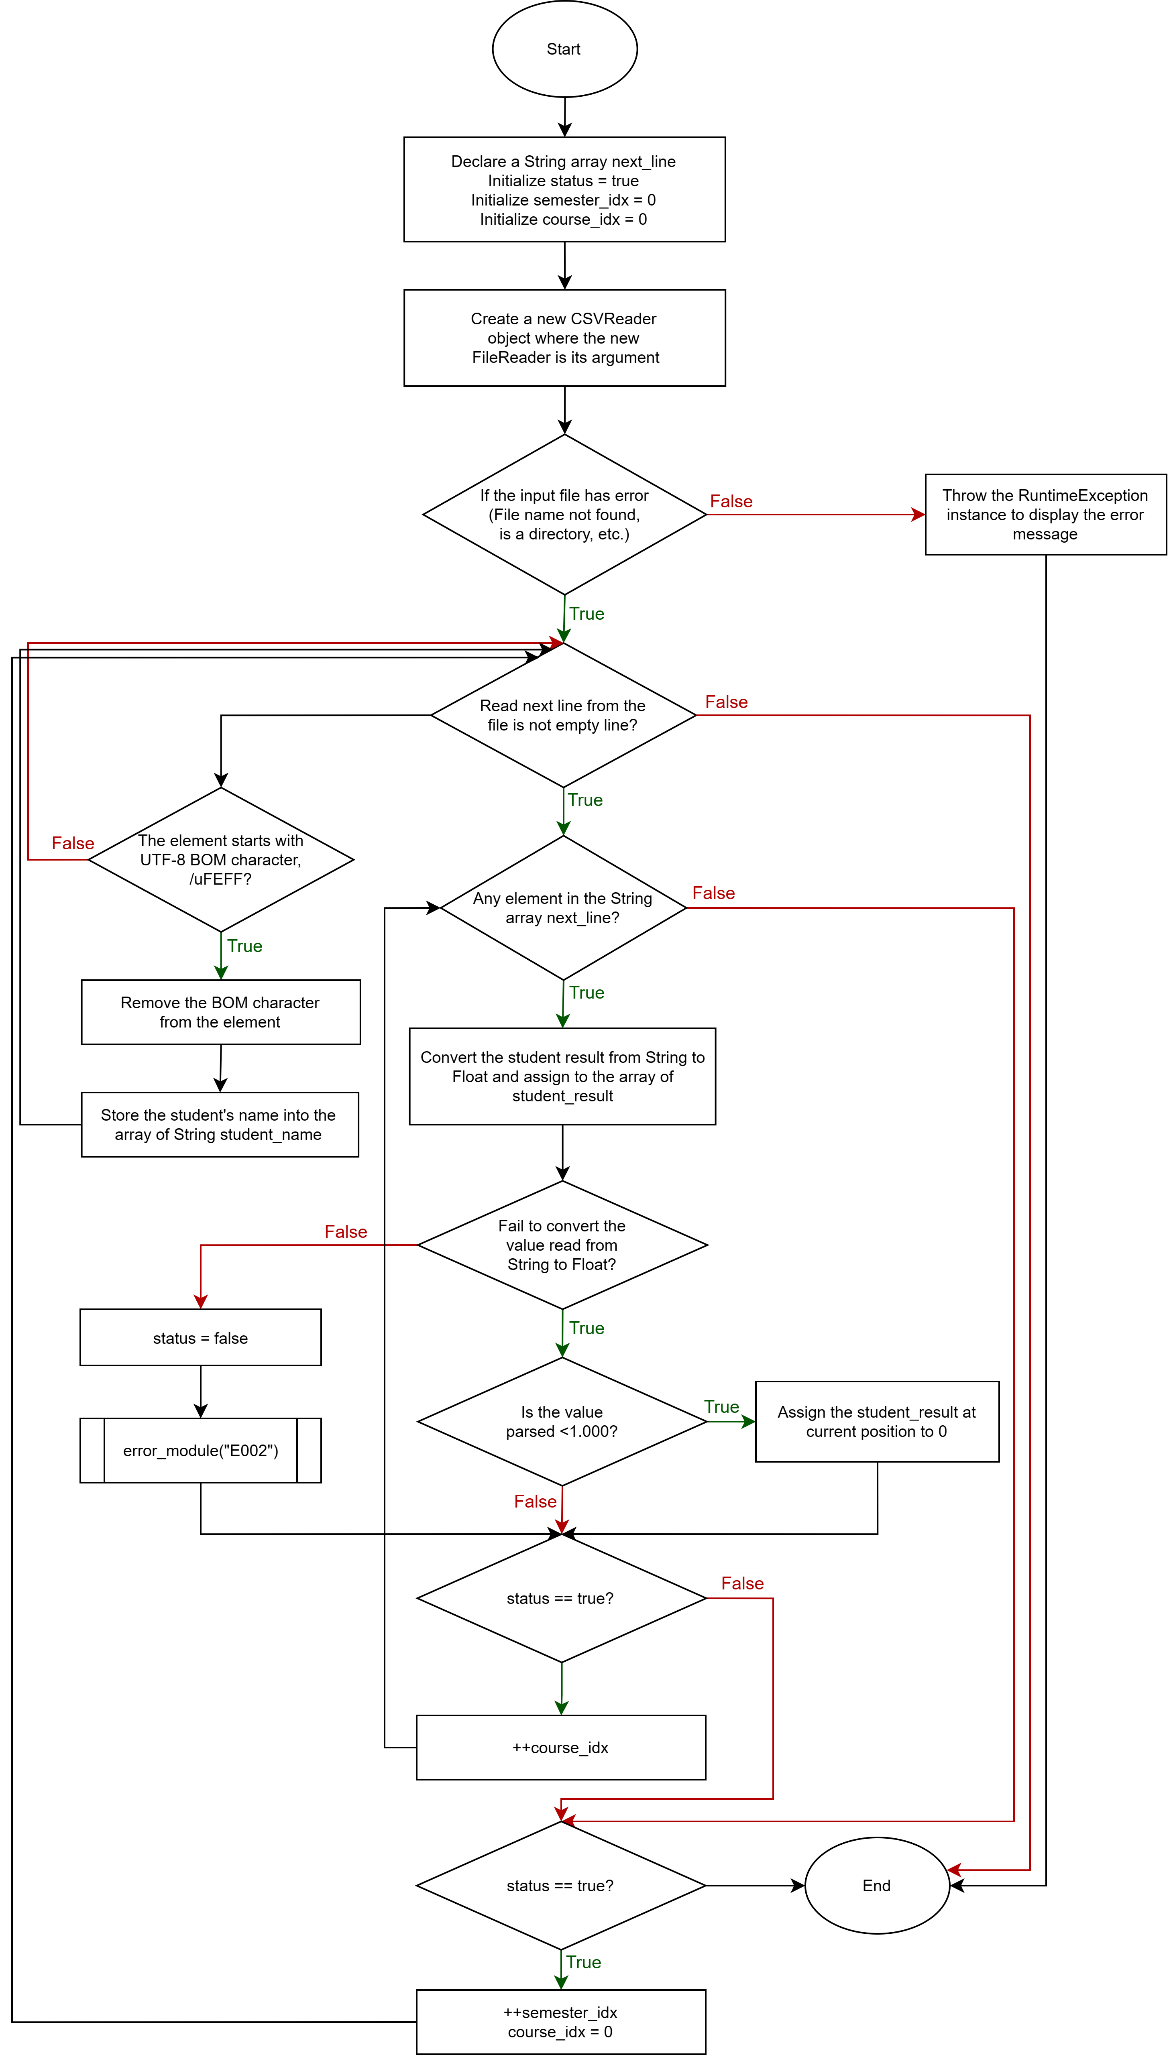 Start
Declare a String array next_line
Initialize status = true
Initialize semester_idx = 0
Initialize course_idx = 0
Create a new CSVReader
object where the new
FileReader is its argument
If the input file has error
(File name not found,
is a directory, etc.)
False
Throw the RuntimeException
instance to display the error
message
True
Read next line from the
file is not empty line?
False
True
The element starts with
UTF-8 BOM character,
/uFEFF?
False
True
Remove the BOM character
from the element
Store the student's name into the
array of String student_name
Any element in the String
array next_line?
False
True
Convert the student result from String to
Float and assign to the array of
student_result
Fail to convert the
value read from
String to Float?
False
status = false
error_module("E002")
True
Is the value
parsed <1.000?
True
Assign the student_result at
current position to 0
False
status == true?
False
++course_idx
status == true?
End
True
++semester_idx
course_idx = 0